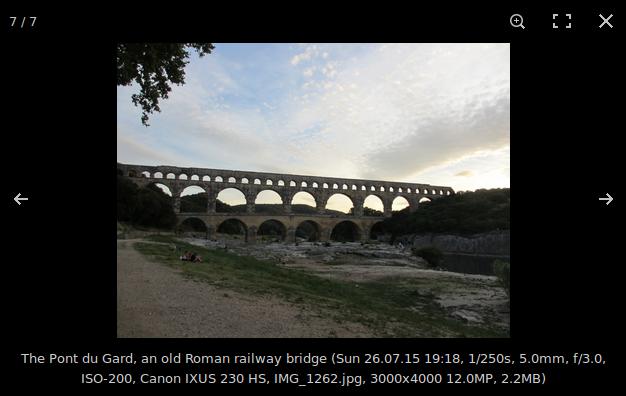 7 / 7
The Pont du Gard, an old Roman railway bridge (Sun 26.07.15 19:18, 1/250s, 5.0mm, f/3.0,
ISO-200, Canon IXUS 230 HS, IMG_1262.jpg, 3000x4000 12.0MP, 2.2MB)